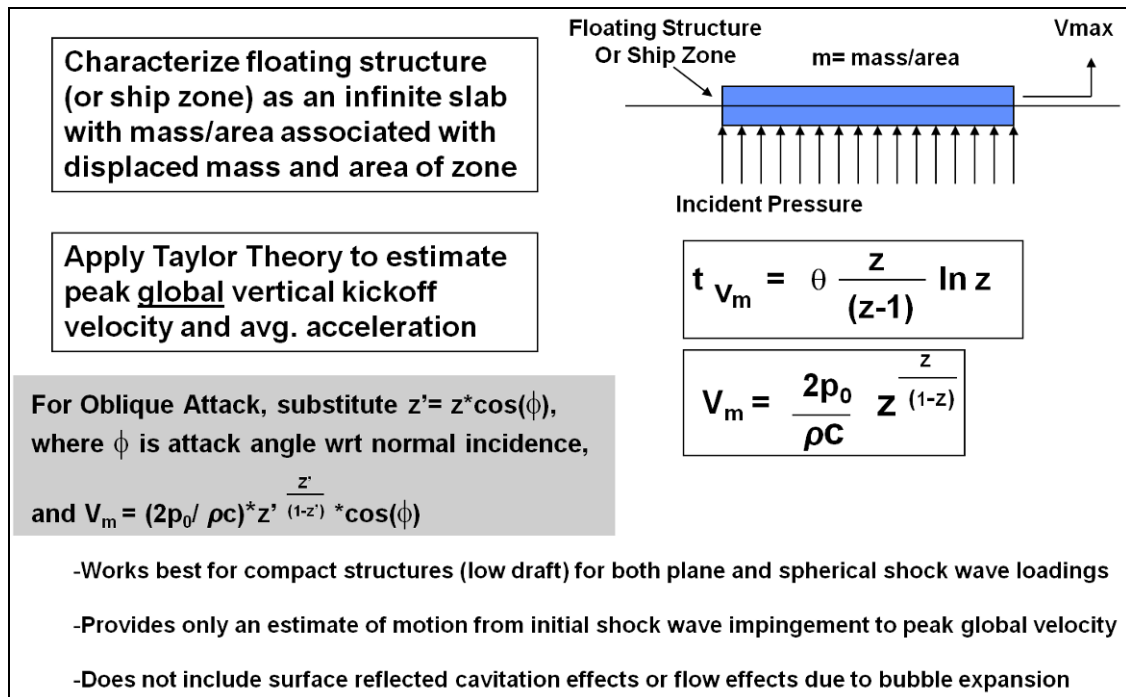 Characterize floating structure
(or ship zone) as an infinite slab
with mass/area associated with
displaced mass and area of zone
Floating Structure
Or Ship Zone
m= mass/area
Vmax
Incident Pressure
Apply Taylor Theory to estimate
peak global vertical kickoff
velocity and avg. acceleration
t Vm = θ z/(z-1) ln z
Vm = 2p0/ρc z^(z/(1-z))
For Oblique Attack, substitute z'= z*cos(ϕ),
where ϕ is attack angle wrt normal incidence,
and Vm = (2p0/ ρc)*z'^(z'/(1-z')) *cos(ϕ)
-Works best for compact structures (low draft) for both plane and spherical shock wave loadings
-Provides only an estimate of motion from initial shock wave impingement to peak global velocity
-Does not include surface reflected cavitation effects or flow effects due to bubble expansion